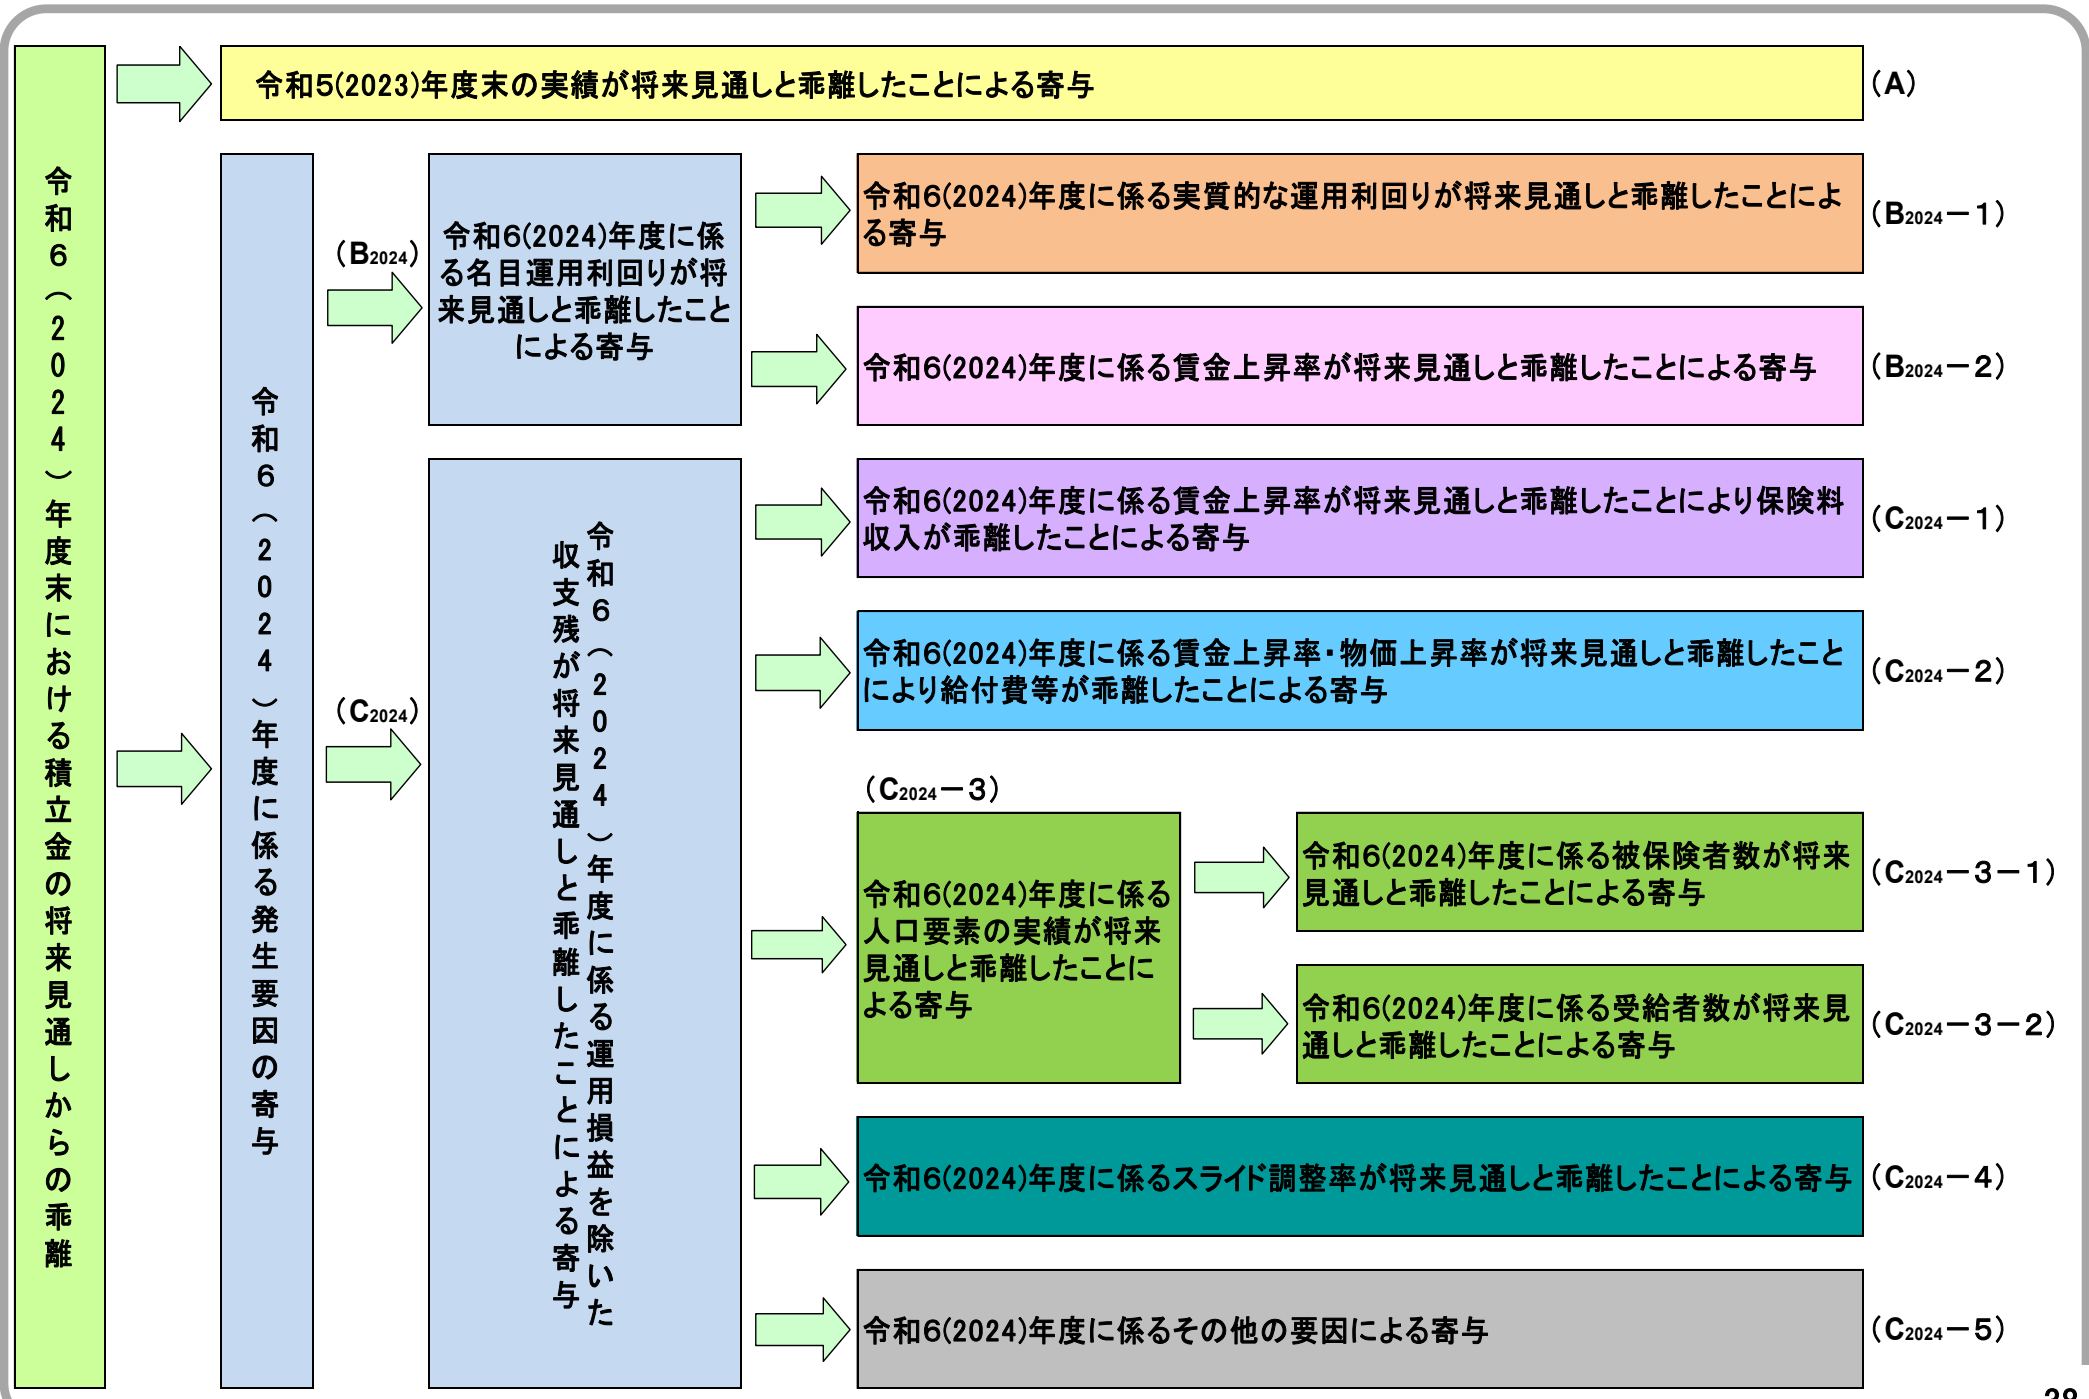 令和５(2023)年度末の実績が将来見通しと乖離したことによる寄与
（A）
令和６（２０２４）年度末における積立金の将来見通しからの乖離
令和６（２０２４）年度に係る発生要因の寄与
（B2024）
令和６(2024)年度に係
る名目運用利回りが将
来見通しと乖離したこと
による寄与
令和６(2024)年度に係る実質的な運用利回りが将来見通しと乖離したことによ
る寄与
（B2024－１）
令和６(2024)年度に係る賃金上昇率が将来見通しと乖離したことによる寄与
（B2024－２）
（C2024）
令和６（２０２４）年度に係る運用損益を除いた
収支残が将来見通しと乖離したことによる寄与
令和６(2024)年度に係る賃金上昇率が将来見通しと乖離したことにより保険料
収入が乖離したことによる寄与
（C2024－１）
令和６(2024)年度に係る賃金上昇率・物価上昇率が将来見通しと乖離したこと
により給付費等が乖離したことによる寄与
（C2024－２）
（C2024－３）
令和６(2024)年度に係る
人口要素の実績が将来
見通しと乖離したことに
よる寄与
令和６(2024)年度に係る被保険者数が将来
見通しと乖離したことによる寄与
（C2024－３－１）
令和６(2024)年度に係る受給者数が将来見
通しと乖離したことによる寄与
（C2024－３－２）
令和６(2024)年度に係るスライド調整率が将来見通しと乖離したことによる寄与
（C2024－４）
令和６(2024)年度に係るその他の要因による寄与
（C2024－５）